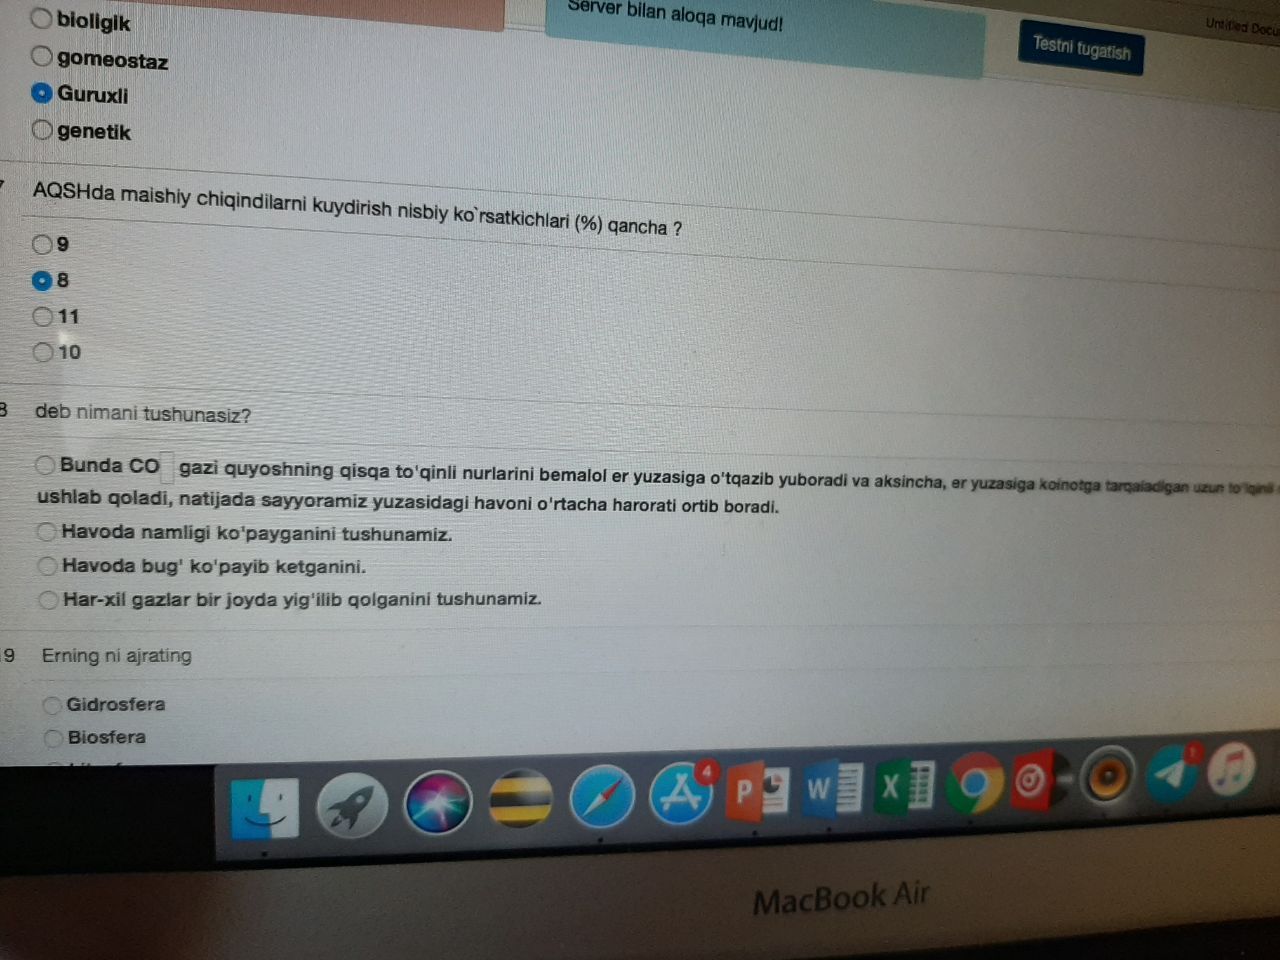 Server bilan aloqa mavjud!
Testni tugatish
bioligik
gomeostaz
Guruxli
genetik
7 AQSHda maishiy chiqindilarni kuydirish nisbiy ko`rsatkichlari (%) qancha ?
9
8
11
10
8 deb nimani tushunasiz?
Bunda CO gazi quyoshning qisqa to'qinli nurlarini bemalol er yuzasiga o'tqazib yuboradi va aksincha, er yuzasiga koinotga tarqaladigan uzun to'lqinli
ushlab qoladi, natijada sayyoramiz yuzasidagi havoni o'rtacha harorati ortib boradi.
Havoda namligi ko'payganini tushunamiz.
Havoda bug' ko'payib ketganini.
Har-xil gazlar bir joyda yig'ilib qolganini tushunamiz.
9 Erning ni ajrating
Gidrosfera
Biosfera
4
P
W
X
1
MacBook Air